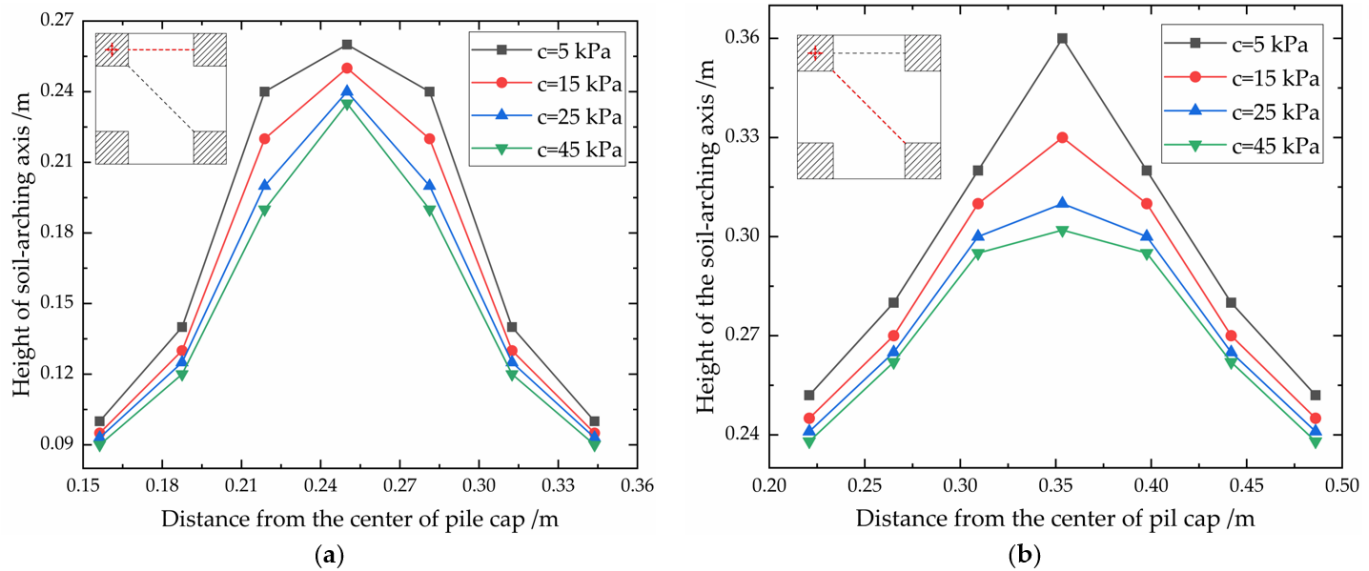 0.27
0.24
0.21
0.18
0.15
0.12
0.09
Height of soil-arching axis /m
c=5 kPa
c=15 kPa
c=25 kPa
c=45 kPa
0.15 0.18 0.21 0.24 0.27 0.30 0.33 0.36
Distance from the center of pile cap /m
(a)
0.36
0.33
0.30
0.27
0.24
Height of the soil-arching axis /m
c=5 kPa
c=15 kPa
c=25 kPa
c=45 kPa
0.20 0.25 0.30 0.35 0.40 0.45 0.50
Distance from the center of pil cap /m
(b)